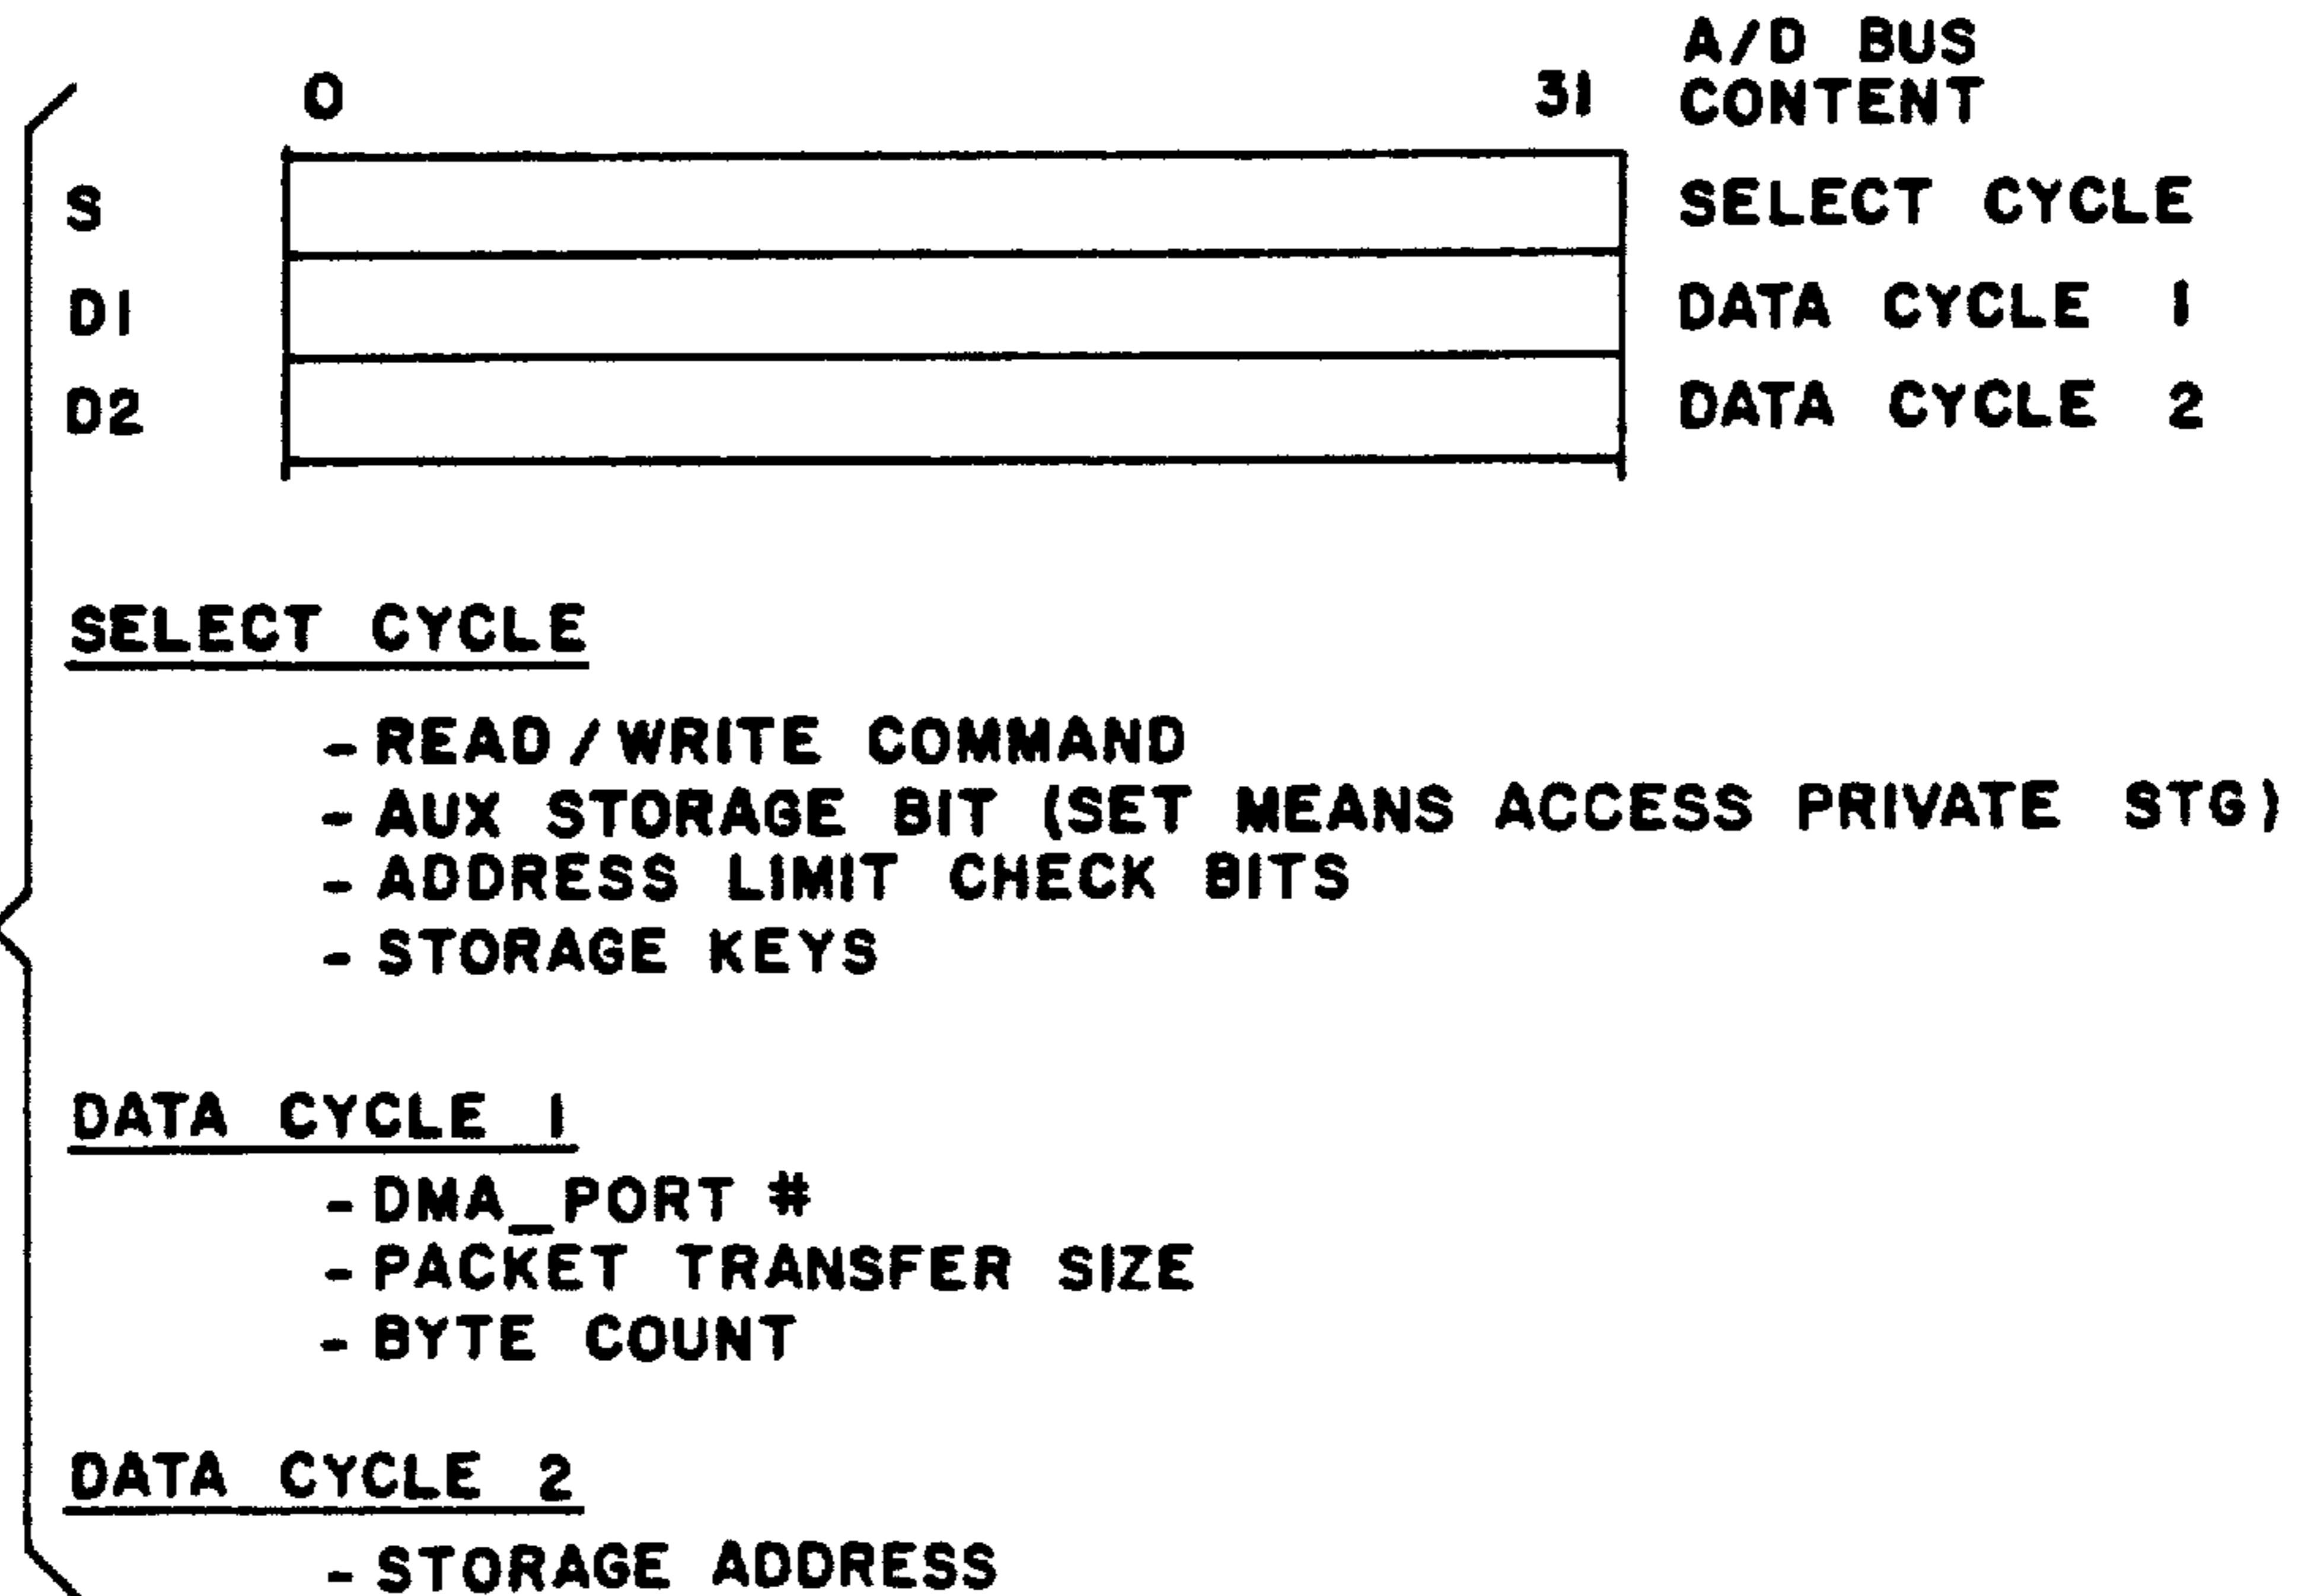 A/D BUS
0 31 CONTENT
S SELECT CYCLE
D1 DATA CYCLE 1
D2 DATA CYCLE 2
SELECT CYCLE
- READ/WRITE COMMAND
- AUX STORAGE BIT (SET MEANS ACCESS PRIVATE STG)
- ADDRESS LIMIT CHECK BITS
- STORAGE KEYS
DATA CYCLE 1
- DMA_PORT #
- PACKET TRANSFER SIZE
- BYTE COUNT
DATA CYCLE 2
- STORAGE ADDRESS